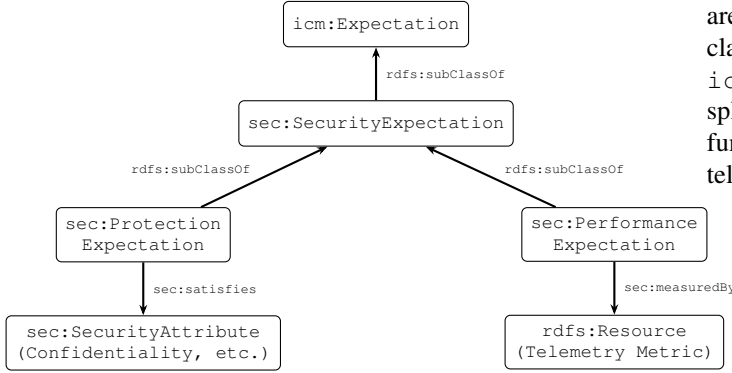 icm:Expectation
rdfs:subClassOf
sec:SecurityExpectation
rdfs:subClassOf
rdfs:subClassOf
sec:Protection
Expectation
sec:Performance
Expectation
sec:satisfies
sec:measuredBy
sec:SecurityAttribute
(Confidentiality, etc.)
rdfs:Resource
(Telemetry Metric)
are